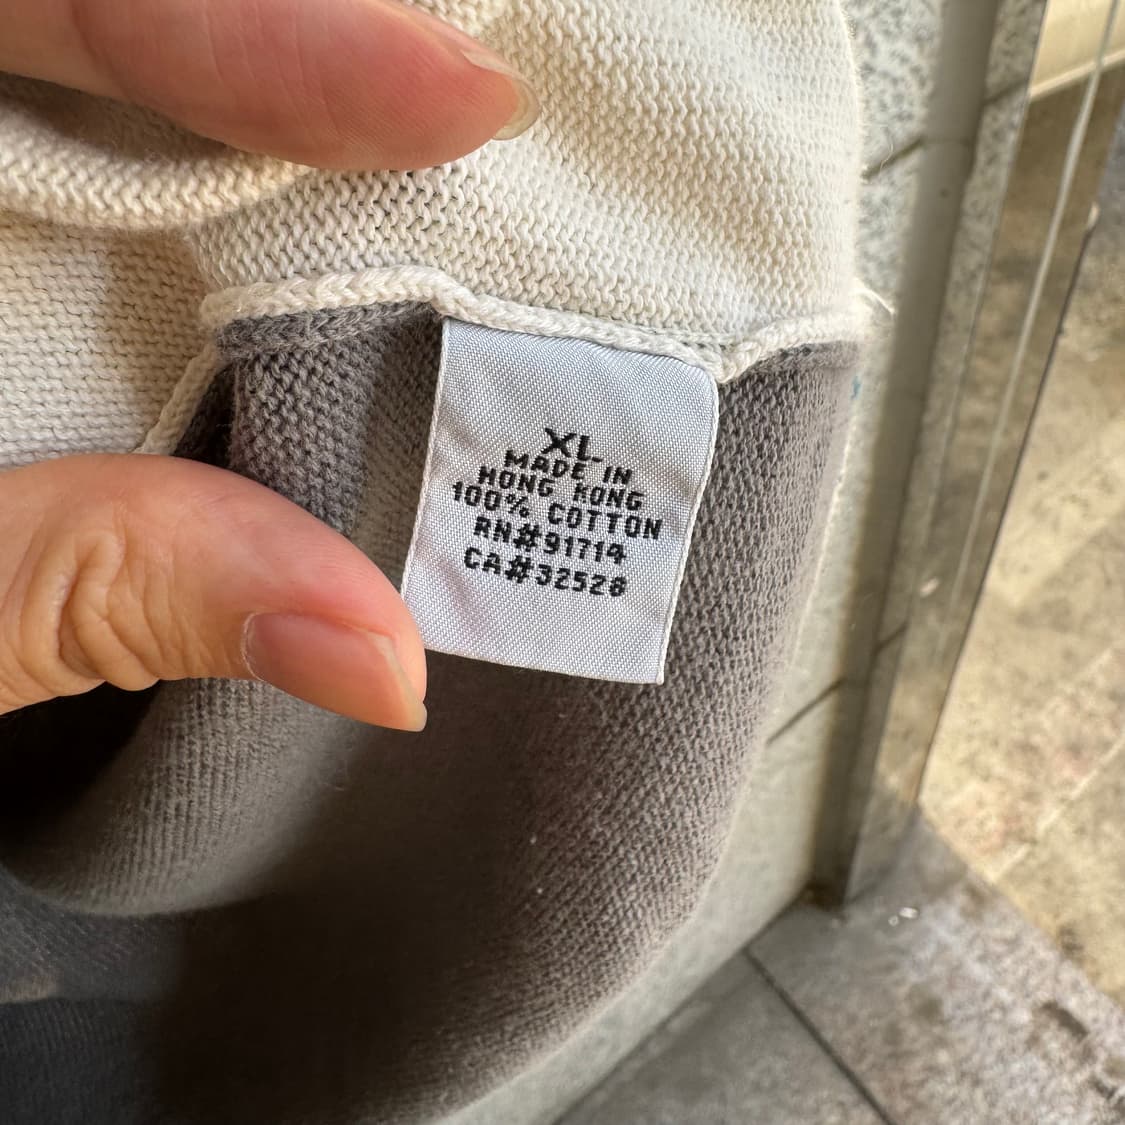 XL
MADE IN
HONG KONG
100% COTTON
RN#91714
CA#32528